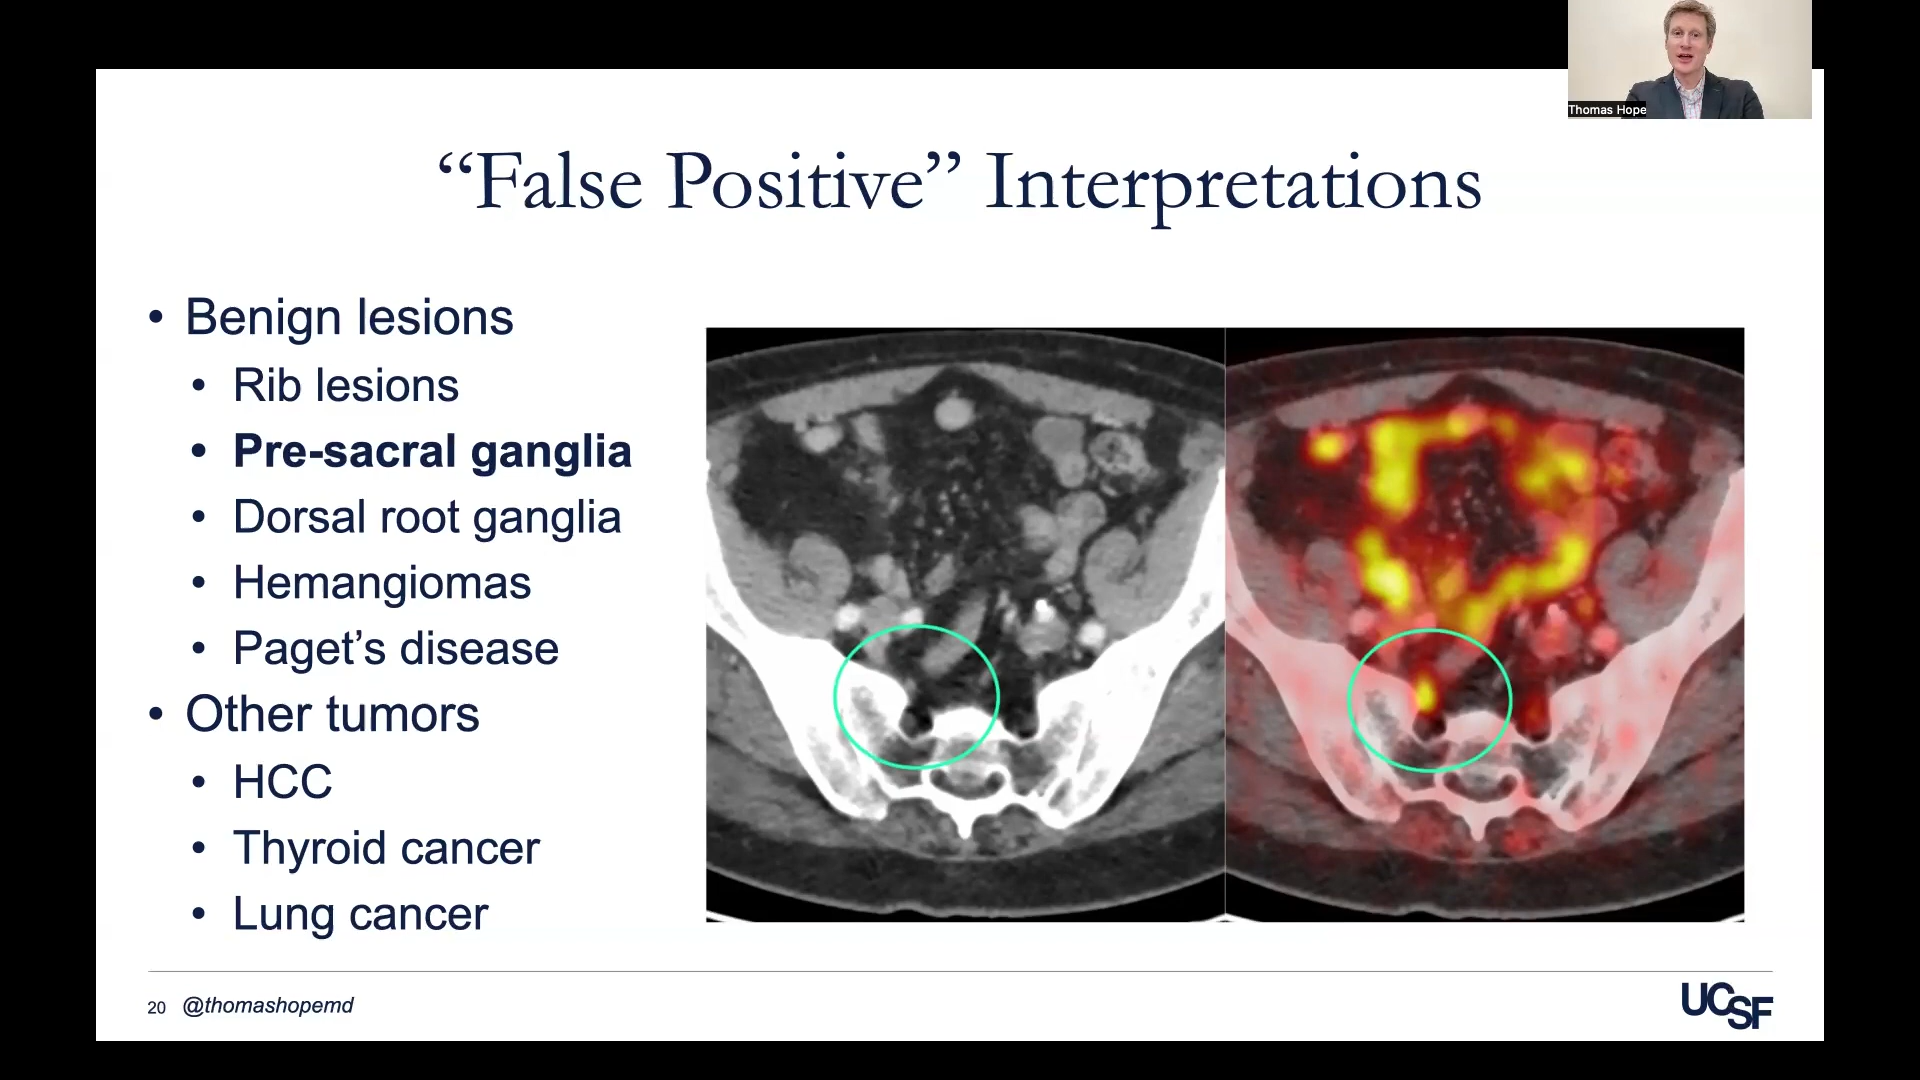 Thomas Hope
“False Positive” Interpretations
• Benign lesions
• Rib lesions
• Pre-sacral ganglia
• Dorsal root ganglia
• Hemangiomas
• Paget’s disease
• Other tumors
• HCC
• Thyroid cancer
• Lung cancer
20 @thomashopemd
UCSF